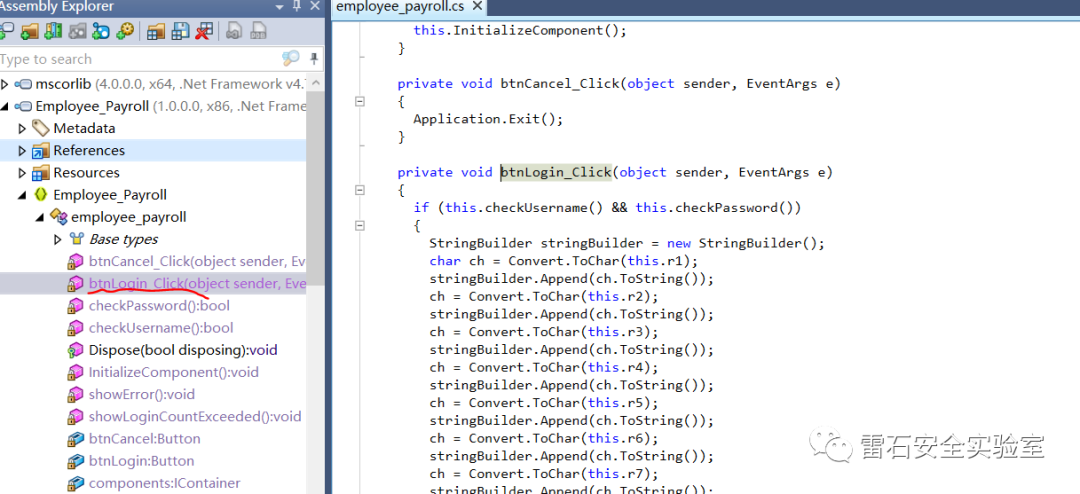 Assembly Explorer
Type to search
mscorlib (4.0.0.0, x64, .Net Framework v4.
Employee_Payroll (1.0.0.0, x86, .Net Frame
Metadata
References
Resources
Employee_Payroll
employee_payroll
Base types
btnCancel_Click(object sender, Ev
btnLogin_Click(object sender, Eve
checkPassword():bool
checkUsername():bool
Dispose(bool disposing):void
InitializeComponent():void
showError():void
showLoginCountExceeded():void
btnCancel:Button
btnLogin:Button
components:IContainer
employee_payroll.cs
this.InitializeComponent();
}
private void btnCancel_Click(object sender, EventArgs e)
{
Application.Exit();
}
private void btnLogin_Click(object sender, EventArgs e)
{
if (this.checkUsername() && this.checkPassword())
{
StringBuilder stringBuilder = new StringBuilder();
char ch = Convert.ToChar(this.r1);
stringBuilder.Append(ch.ToString());
ch = Convert.ToChar(this.r2);
stringBuilder.Append(ch.ToString());
ch = Convert.ToChar(this.r3);
stringBuilder.Append(ch.ToString());
ch = Convert.ToChar(this.r4);
stringBuilder.Append(ch.ToString());
ch = Convert.ToChar(this.r5);
stringBuilder.Append(ch.ToString());
ch = Convert.ToChar(this.r6);
stringBuilder.Append(ch.ToString());
ch = Convert.ToChar(this.r7);
stringBuilder.Append(ch.ToString());
雷石安全实验室